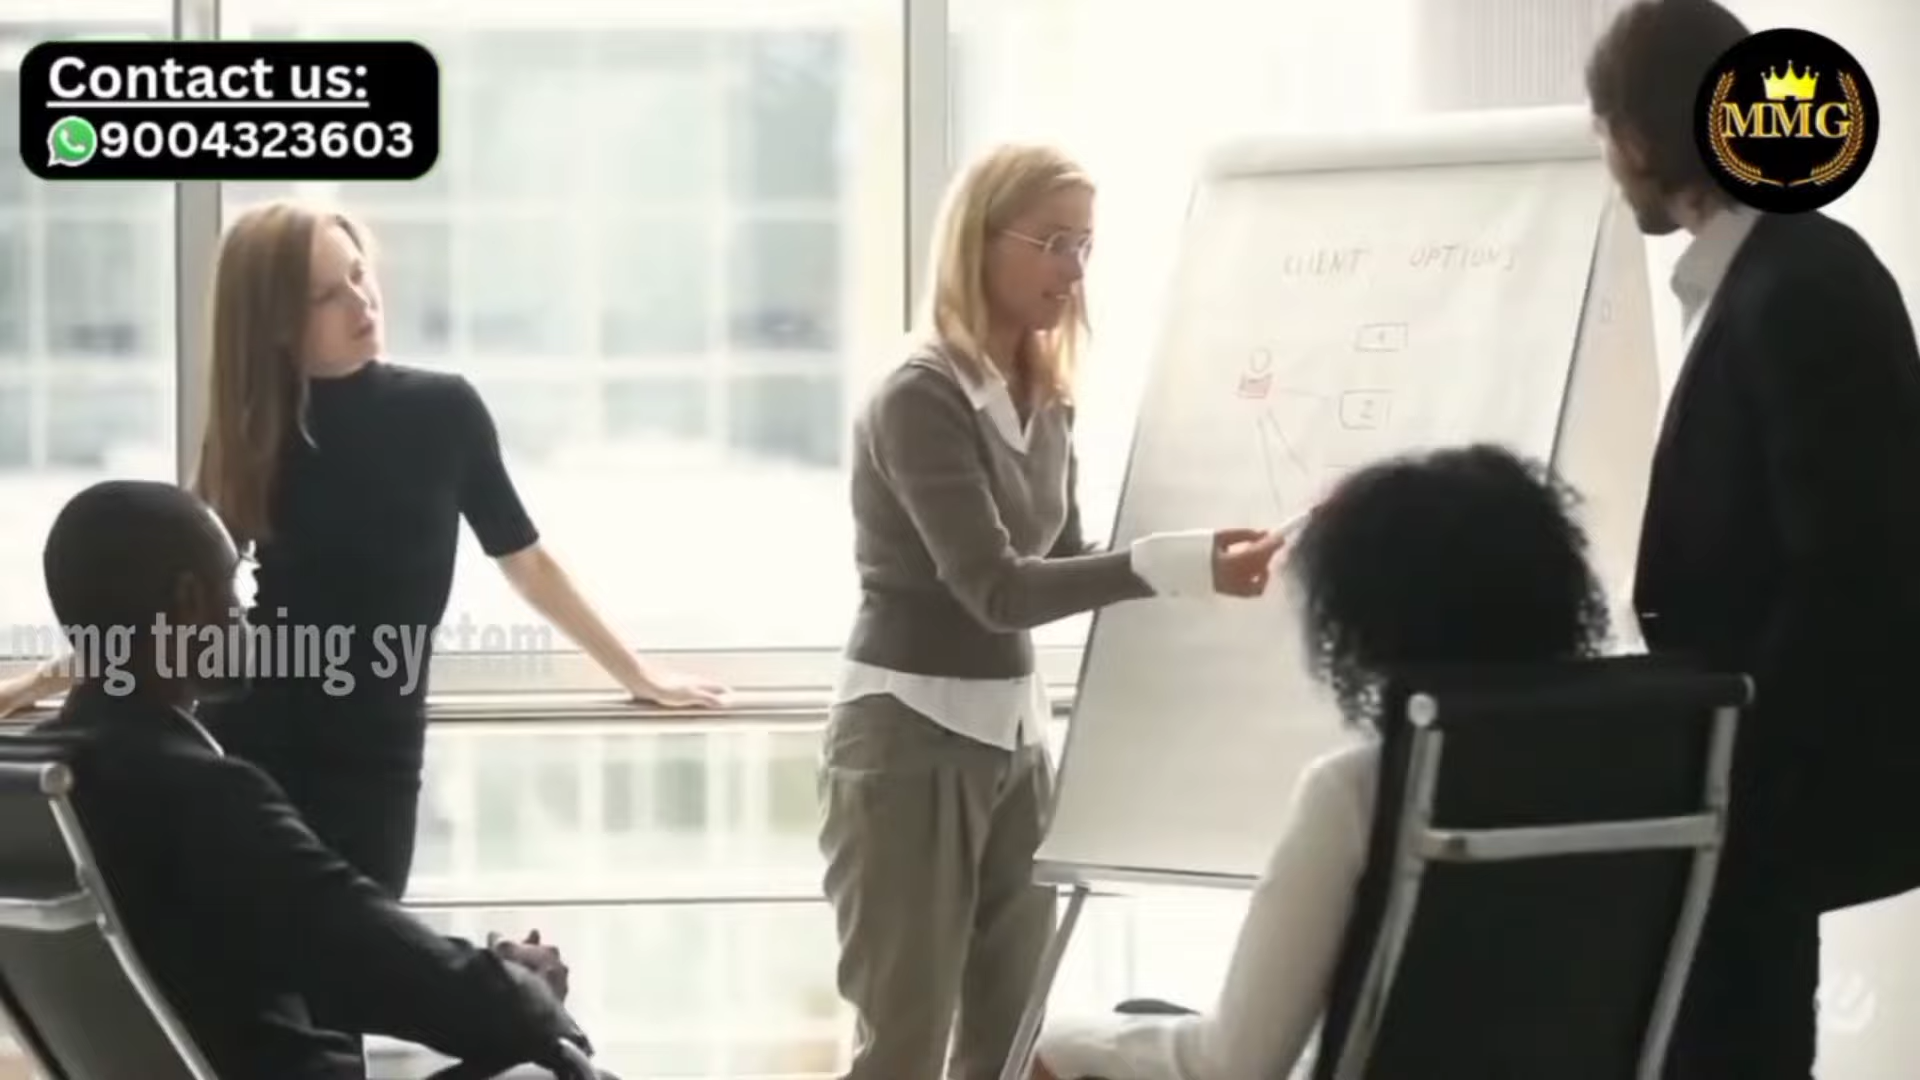 Contact us:
9004323603
MMG
CLIENT OPTIONS
1
2
mmg training system